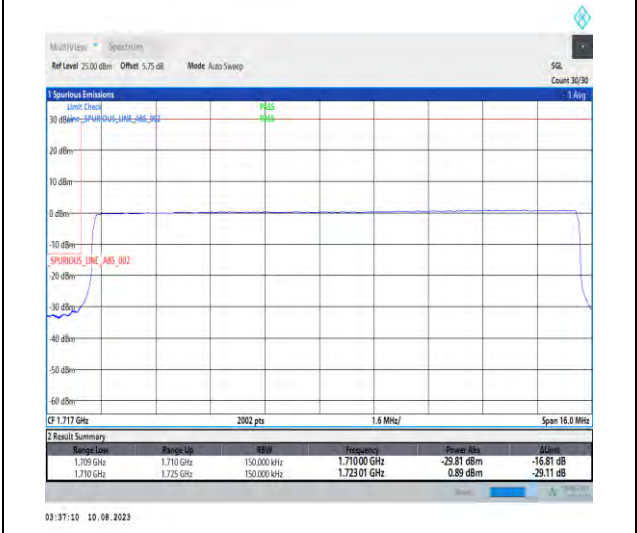 MultiView Spectrum
Ref Level 25.00 dBm Offset 5.75 dB Mode Auto Sweep SGL
Count 30/30
1 Spurious Emissions 1 Avg
Limit Check PASS
30 dBm Line _SPURIOUS_LINE_ABS_002 PASS
20 dBm
10 dBm
0 dBm
-10 dBm
_SPURIOUS_LINE_ABS_002
-20 dBm
-30 dBm
-40 dBm
-50 dBm
-60 dBm
CF 1.717 GHz 2002 pts 1.6 MHz/ Span 16.0 MHz
2 Result Summary
Range Low Range Up RBW Frequency Power Abs ΔLimit
1.709 GHz 1.710 GHz 150.000 kHz 1.71000 GHz -29.81 dBm -16.81 dB
1.710 GHz 1.725 GHz 150.000 kHz 1.72301 GHz 0.89 dBm -29.11 dB
03:37:10 10.08.2023